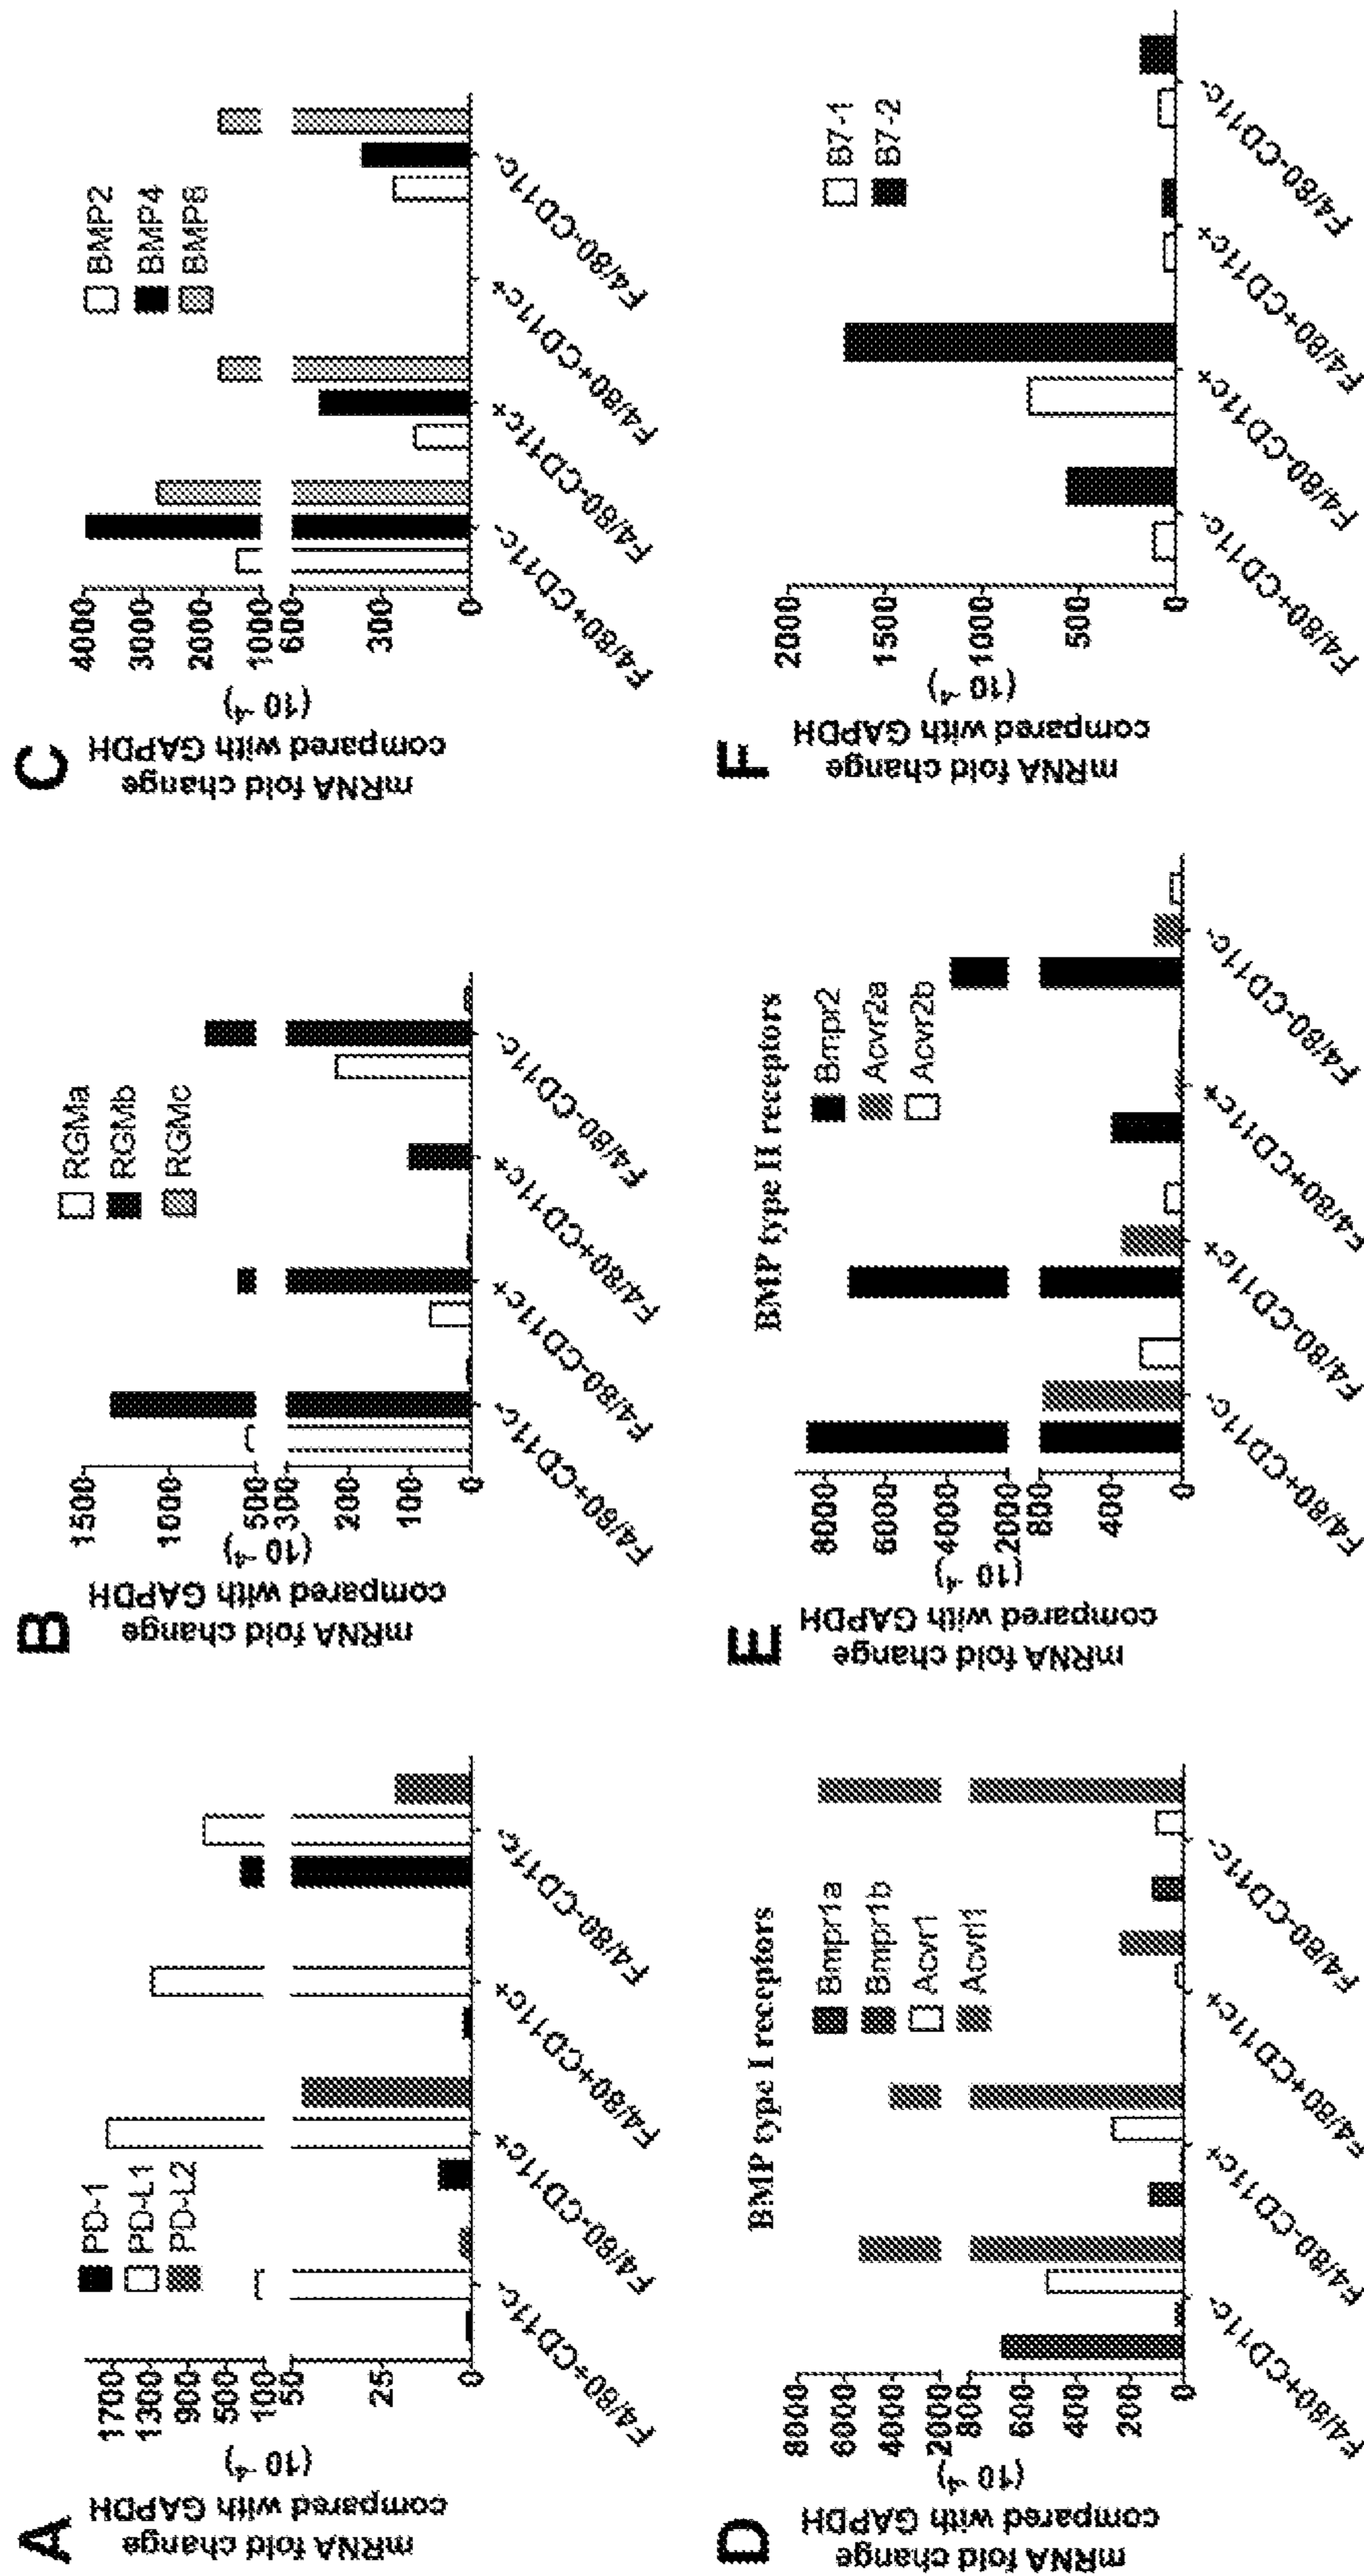 A
mRNA fold change
compared with GAPDH
(10⁻⁴)
1700
1300
900
500
100
50
25
0
PD-1
PD-L1
PD-L2
F4/80+CD11c-
F4/80-CD11c+
F4/80+CD11c+
F4/80-CD11c-
B
mRNA fold change
compared with GAPDH
(10⁻⁴)
1500
1000
500
300
200
100
0
RGMa
RGMb
RGMc
F4/80+CD11c-
F4/80-CD11c+
F4/80+CD11c+
F4/80-CD11c-
C
mRNA fold change
compared with GAPDH
(10⁻⁴)
4000
3000
2000
1000
600
300
0
BMP2
BMP4
BMP6
F4/80+CD11c-
F4/80-CD11c+
F4/80+CD11c+
F4/80-CD11c-
D
mRNA fold change
compared with GAPDH
(10⁻⁴)
BMP type I receptors
8000
6000
4000
2000
800
600
400
200
0
Bmpr1a
Bmpr1b
Acvr1
Acvrl1
F4/80+CD11c-
F4/80-CD11c+
F4/80+CD11c+
F4/80-CD11c-
E
mRNA fold change
compared with GAPDH
(10⁻⁴)
BMP type II receptors
8000
6000
4000
2000
800
400
0
Bmpr2
Acvr2a
Acvr2b
F4/80+CD11c-
F4/80-CD11c+
F4/80+CD11c+
F4/80-CD11c-
F
mRNA fold change
compared with GAPDH
(10⁻⁴)
2000
1500
1000
500
0
B7-1
B7-2
F4/80+CD11c-
F4/80-CD11c+
F4/80+CD11c+
F4/80-CD11c-